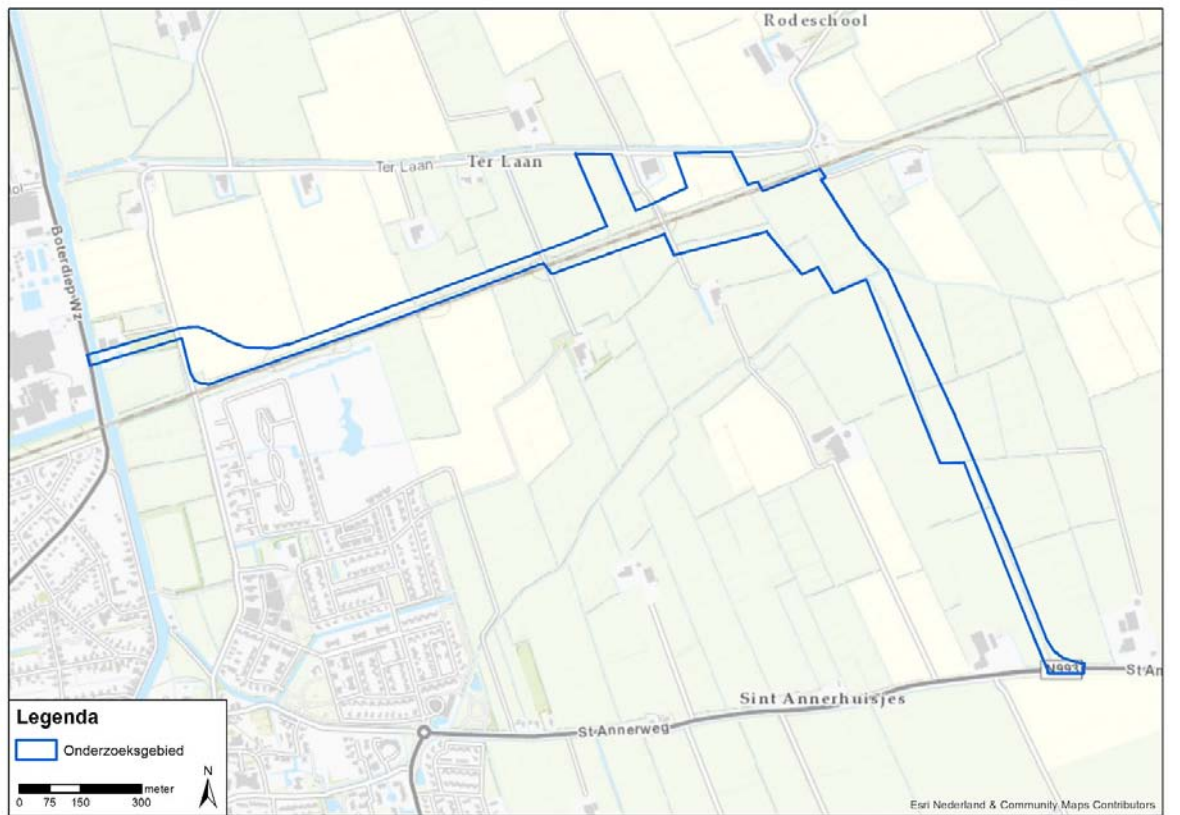 Rodeschool
Ter Laan
Ter Laan
Boterdiep Wz
N993
St An
Sint Annerhuisjes
St Annerweg
Legenda
Onderzoeksgebied
0 75 150 300 meter
N
Esri Nederland & Community Maps Contributors